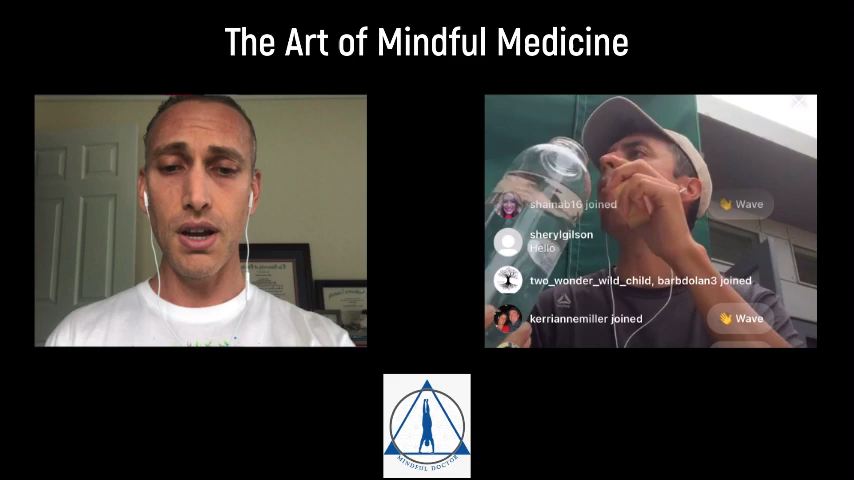 The Art of Mindful Medicine
shainab16 joined
👋 Wave
sherylgilson
Hello
two_wonder_wild_child, barbdolan3 joined
kerriannemiller joined
👋 Wave
MINDFUL DOCTOR